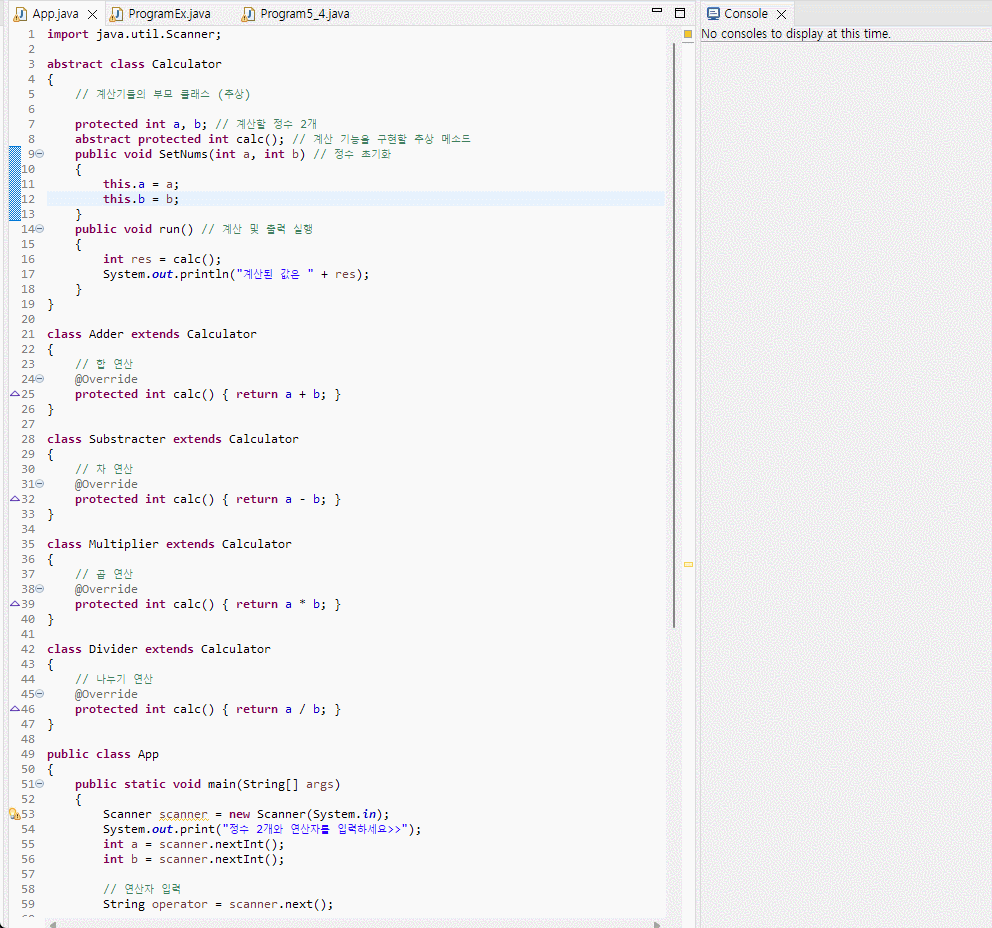 App.java ProgramEx.java Program5_4.java
1 import java.util.Scanner;
2
3 abstract class Calculator
4 {
5 // 계산기들의 부모 클래스 (추상)
6
7 protected int a, b; // 계산할 정수 2개
8 abstract protected int calc(); // 계산 기능을 구현할 추상 메소드
9 public void SetNums(int a, int b) // 정수 초기화
10 {
11 this.a = a;
12 this.b = b;
13 }
14 public void run() // 계산 및 출력 실행
15 {
16 int res = calc();
17 System.out.println("계산된 값은 " + res);
18 }
19 }
20
21 class Adder extends Calculator
22 {
23 // 합 연산
24 @Override
25 protected int calc() { return a + b; }
26 }
27
28 class Substracter extends Calculator
29 {
30 // 차 연산
31 @Override
32 protected int calc() { return a - b; }
33 }
34
35 class Multiplier extends Calculator
36 {
37 // 곱 연산
38 @Override
39 protected int calc() { return a * b; }
40 }
41
42 class Divider extends Calculator
43 {
44 // 나누기 연산
45 @Override
46 protected int calc() { return a / b; }
47 }
48
49 public class App
50 {
51 public static void main(String[] args)
52 {
53 Scanner scanner = new Scanner(System.in);
54 System.out.print("정수 2개와 연산자를 입력하세요>>");
55 int a = scanner.nextInt();
56 int b = scanner.nextInt();
57
58 // 연산자 입력
59 String operator = scanner.next();
Console
No consoles to display at this time.